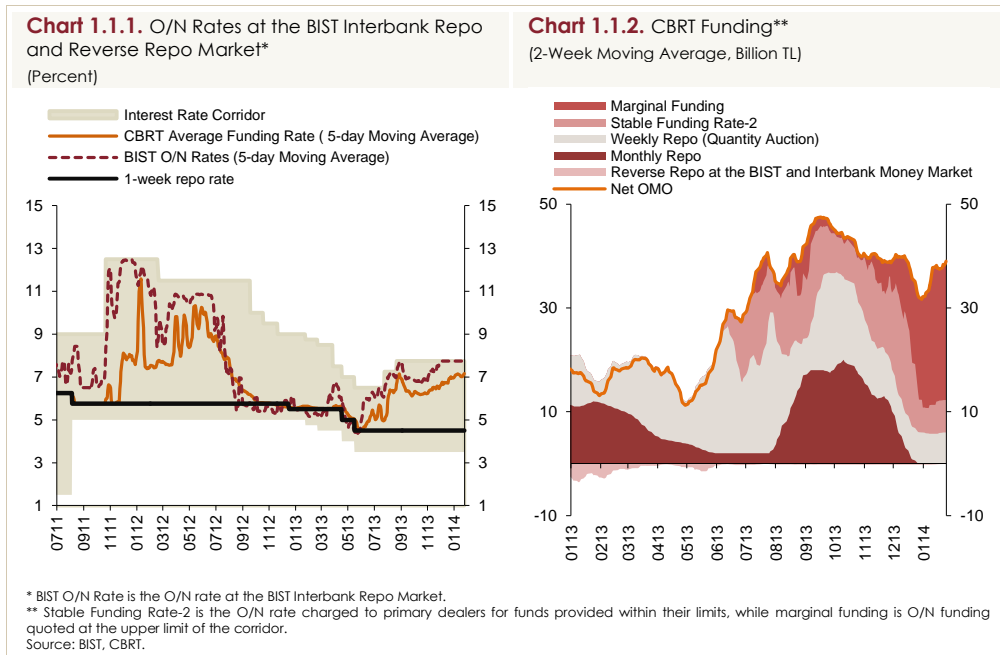 Chart 1.1.1. O/N Rates at the BIST Interbank Repo
and Reverse Repo Market*
(Percent)
Interest Rate Corridor
CBRT Average Funding Rate ( 5-day Moving Average)
BIST O/N Rates (5-day Moving Average)
1-week repo rate
15 15
13 13
11 11
9 9
7 7
5 5
3 3
1 1
0711 0911 1111 0112 0312 0512 0712 0912 1112 0113 0313 0513 0713 0913 1113 0114
Chart 1.1.2. CBRT Funding**
(2-Week Moving Average, Billion TL)
Marginal Funding
Stable Funding Rate-2
Weekly Repo (Quantity Auction)
Monthly Repo
Reverse Repo at the BIST and Interbank Money Market
Net OMO
50 50
30 30
10 10
-10 -10
0113 0213 0313 0413 0513 0613 0713 0813 0913 1013 1113 1213 0114
* BIST O/N Rate is the O/N rate at the BIST Interbank Repo Market.
** Stable Funding Rate-2 is the O/N rate charged to primary dealers for funds provided within their limits, while marginal funding is O/N funding
quoted at the upper limit of the corridor.
Source: BIST, CBRT.